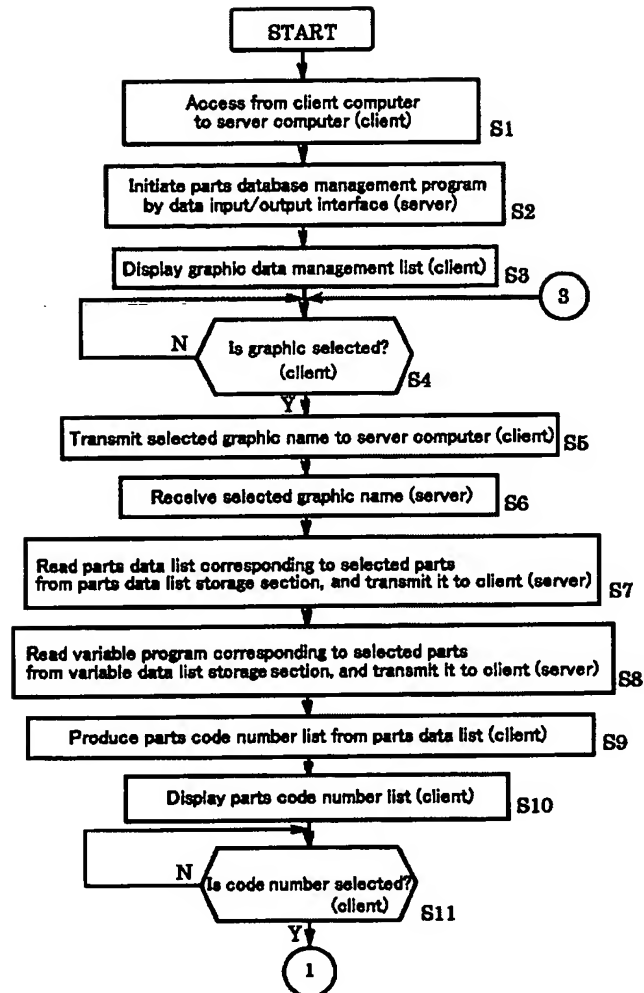 START
Access from client computer
to server computer (client)
S1
Initiate parts database management program
by data input/output interface (server)
S2
Display graphic data management list (client)
S3
3
N
Is graphic selected?
(client)
S4
Y
Transmit selected graphic name to server computer (client)
S5
Receive selected graphic name (server)
S6
Read parts data list corresponding to selected parts
from parts data list storage section, and transmit it to client (server)
S7
Read variable program corresponding to selected parts
from variable data list storage section, and transmit it to client (server)
S8
Produce parts code number list from parts data list (client)
S9
Display parts code number list (client)
S10
N
Is code number selected?
(client)
S11
Y
1